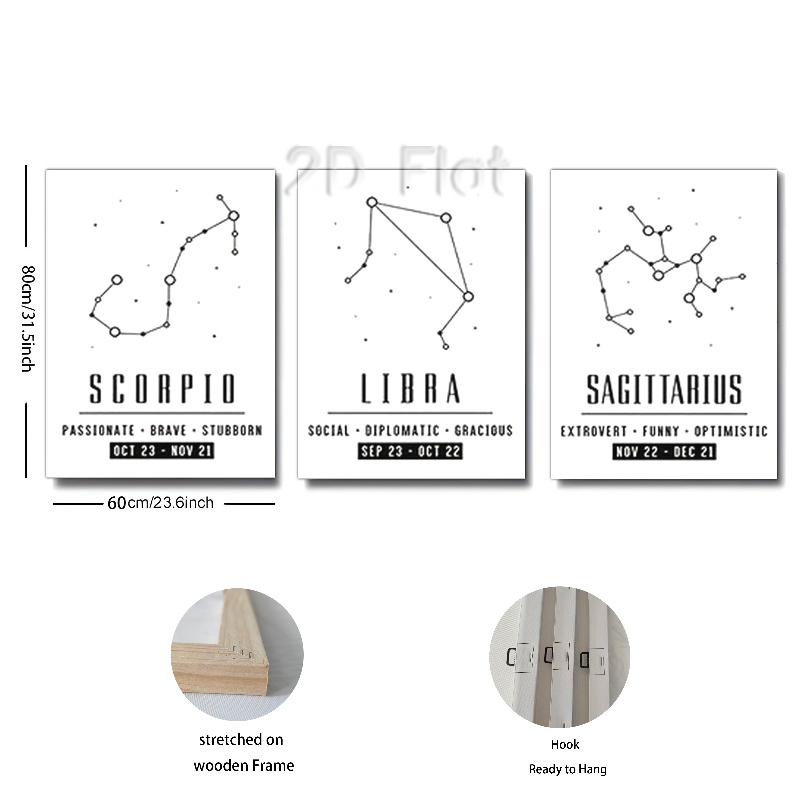 2D Flat
80cm/31.5inch
SCORPIO
PASSIONATE • BRAVE • STUBBORN
OCT 23 - NOV 21
LIBRA
SOCIAL • DIPLOMATIC • GRACIOUS
SEP 23 - OCT 22
SAGITTARIUS
EXTROVERT • FUNNY • OPTIMISTIC
NOV 22 - DEC 21
60cm/23.6inch
stretched on
wooden Frame
Hook
Ready to Hang